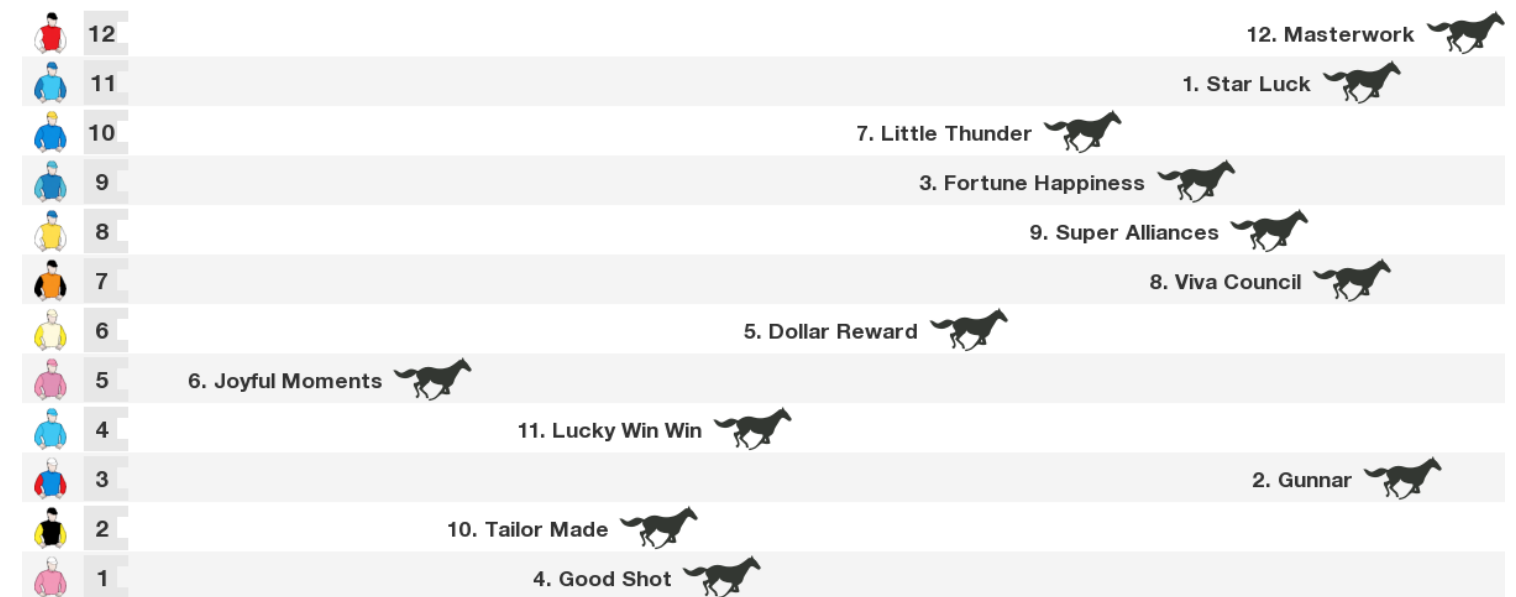 12 12. Masterwork
11 1. Star Luck
10 7. Little Thunder
9 3. Fortune Happiness
8 9. Super Alliances
7 8. Viva Council
6 5. Dollar Reward
5 6. Joyful Moments
4 11. Lucky Win Win
3 2. Gunnar
2 10. Tailor Made
1 4. Good Shot